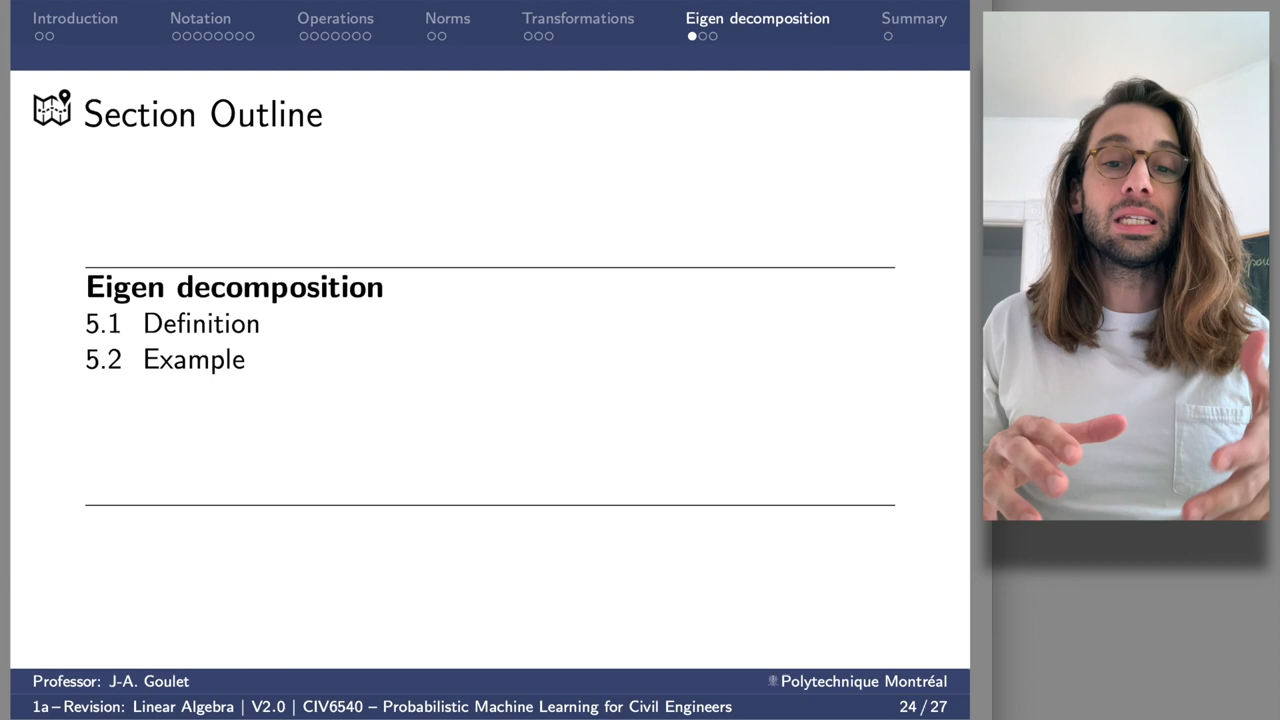 Introduction Notation Operations Norms Transformations Eigen decomposition Summary
Section Outline
Eigen decomposition
5.1 Definition
5.2 Example
Professor: J-A. Goulet Polytechnique Montréal
1a – Revision: Linear Algebra | V2.0 | CIV6540 – Probabilistic Machine Learning for Civil Engineers 24 / 27